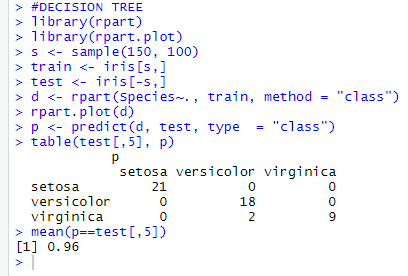 > #DECISION TREE
> library(rpart)
> library(rpart.plot)
> s <- sample(150, 100)
> train <- iris[s,]
> test <- iris[-s,]
> d <- rpart(Species~., train, method = "class")
> rpart.plot(d)
> p <- predict(d, test, type  = "class")
> table(test[,5], p)
            p
             setosa versicolor virginica
  setosa         21          0         0
  versicolor      0         18         0
  virginica       0          2         9
> mean(p==test[,5])
[1] 0.96
>